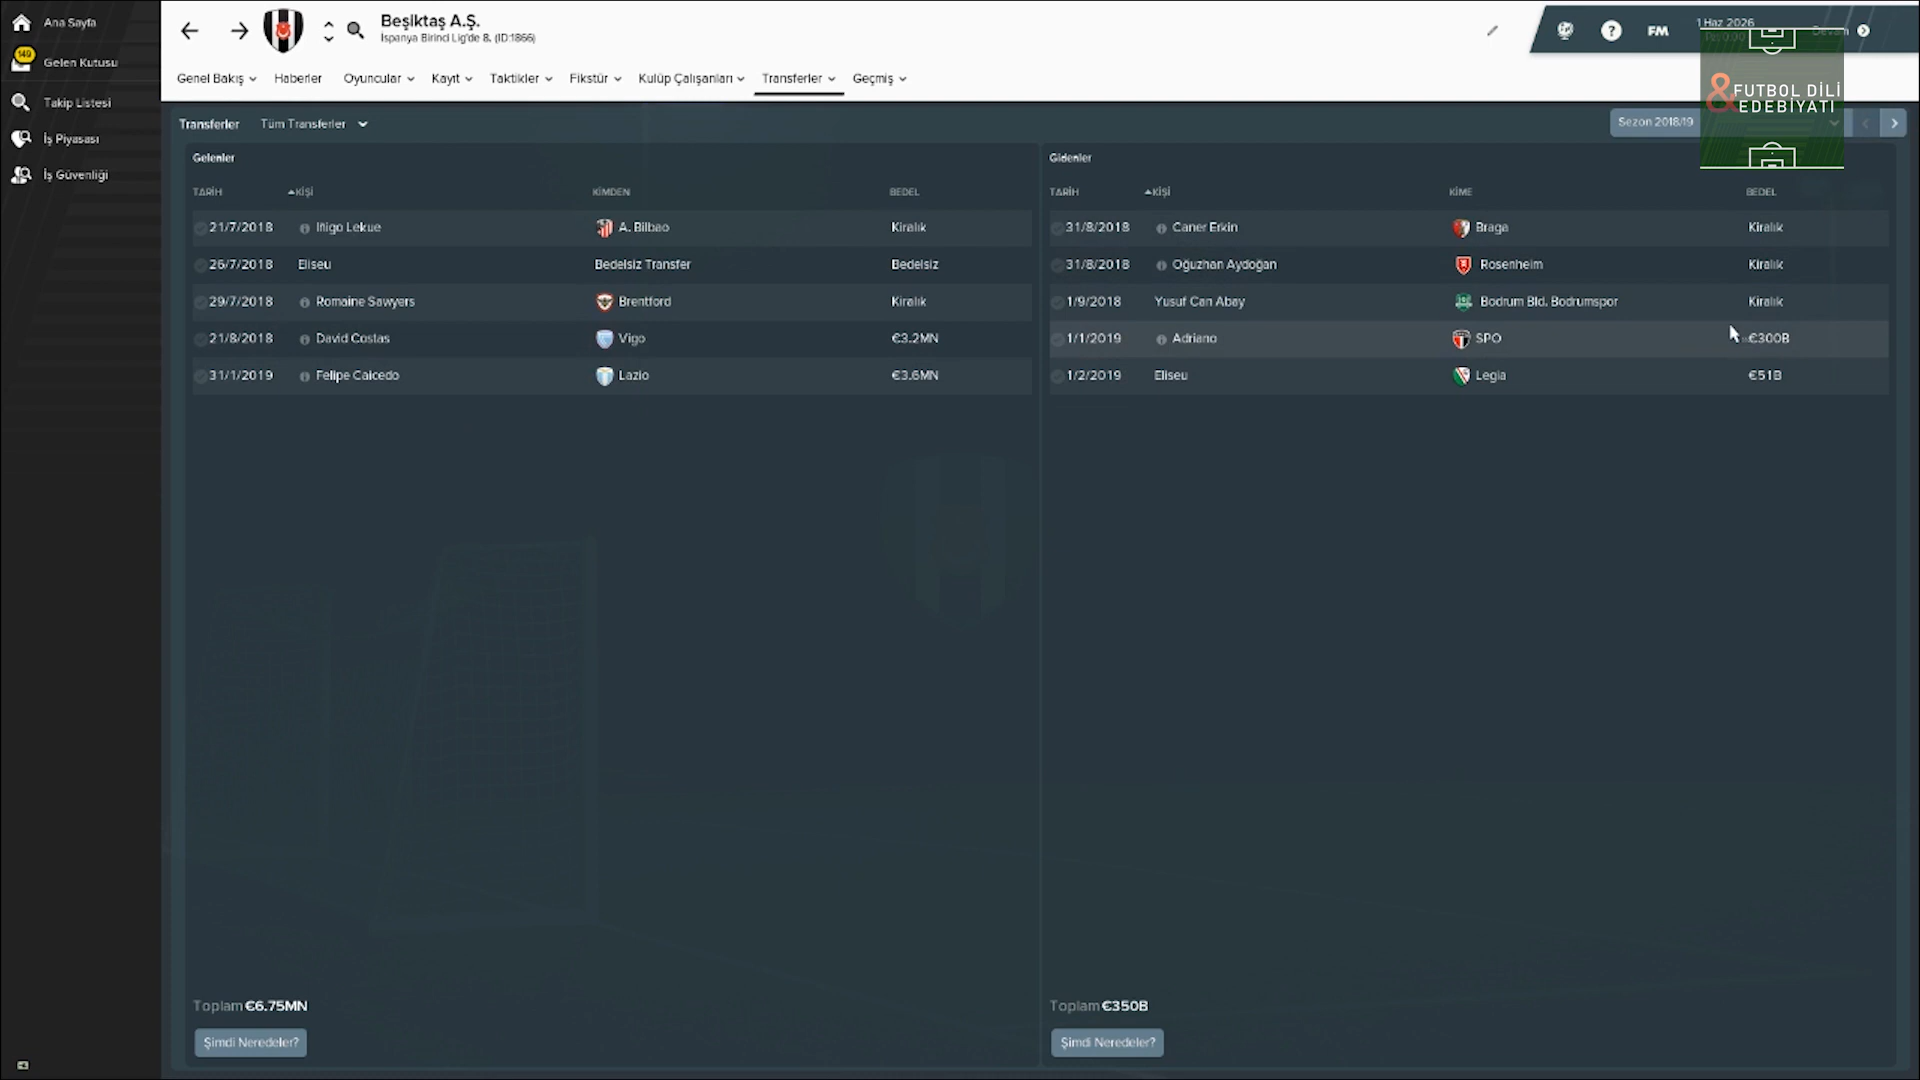 Ana Sayfa
149
Gelen Kutusu
Takip Listesi
İş Piyasası
İş Güvenliği
Beşiktaş A.Ş.
İspanya Birinci Lig'de 8. (ID:1866)
FM
1 Haz 2026
Devam
FUTBOL DİLİ
& EDEBİYATI
Genel Bakış Haberler Oyuncular Kayıt Taktikler Fikstür Kulüp Çalışanları Transferler Geçmiş
Transferler Tüm Transferler
Sezon 2018/19
Gelenler
TARİH KİŞİ KİMDEN BEDEL
21/7/2018 Iñigo Lekue A. Bilbao Kiralık
26/7/2018 Eliseu Bedelsiz Transfer Bedelsiz
29/7/2018 Romaine Sawyers Brentford Kiralık
21/8/2018 David Costas Vigo €3.2MN
31/1/2019 Felipe Caicedo Lazio €3.6MN
Toplam €6.75MN
Şimdi Neredeler?
Gidenler
TARİH KİŞİ KİME BEDEL
31/8/2018 Caner Erkin Braga Kiralık
31/8/2018 Oğuzhan Aydoğan Rosenheim Kiralık
1/9/2018 Yusuf Can Abay Bodrum Bld. Bodrumspor Kiralık
1/1/2019 Adriano SPO €300B
1/2/2019 Eliseu Legia €51B
Toplam €350B
Şimdi Neredeler?